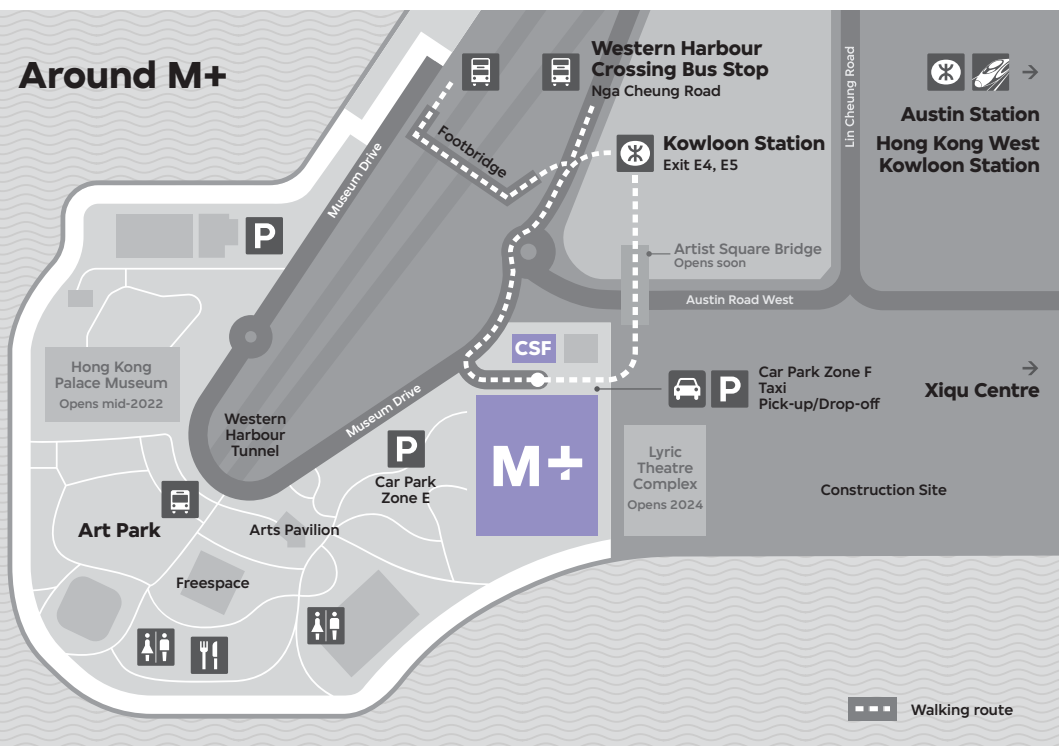 Around M+
Western Harbour
Crossing Bus Stop
Nga Cheung Road
Footbridge
Museum Drive
Kowloon Station
Exit E4, E5
Lin Cheung Road
Austin Station
Hong Kong West
Kowloon Station
P
Artist Square Bridge
Opens soon
Austin Road West
CSF
Hong Kong
Palace Museum
Opens mid-2022
P
Car Park Zone F
Taxi
Pick-up/Drop-off
Xiqu Centre
Western
Harbour
Tunnel
Museum Drive
P
Car Park
Zone E
M+
Lyric
Theatre
Complex
Opens 2024
Construction Site
Art Park
Arts Pavilion
Freespace
Walking route